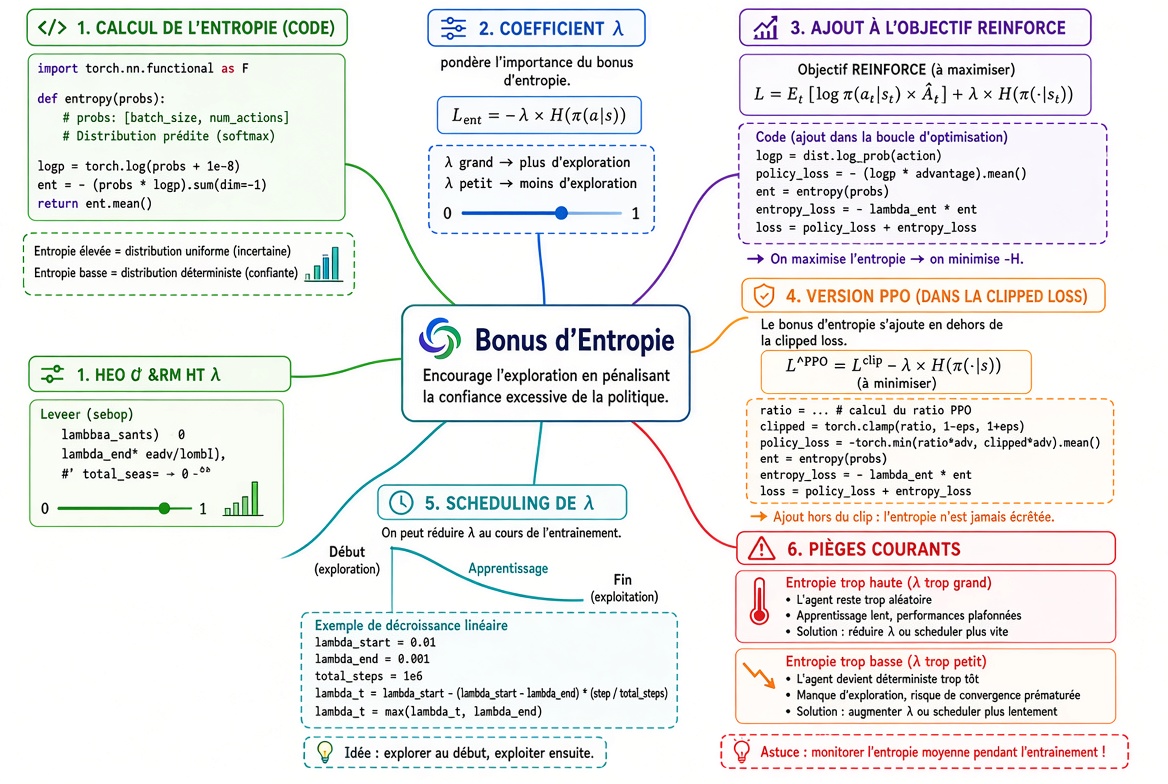 </> 1. CALCUL DE L'ENTROPIE (CODE)
import torch.nn.functional as F
def entropy(probs):
# probs: [batch_size, num_actions]
# Distribution prédite (softmax)
logp = torch.log(probs + 1e-8)
ent = - (probs * logp).sum(dim=-1)
return ent.mean()
Entropie élevée = distribution uniforme (incertaine)
Entropie basse = distribution déterministe (confiante)
2. COEFFICIENT λ
pondère l'importance du bonus
d'entropie.
L_ent = −λ × H(π(a|s))
λ grand → plus d'exploration
λ petit → moins d'exploration
0 1
3. AJOUT À L'OBJECTIF REINFORCE
Objectif REINFORCE (à maximiser)
L = E_t [log π(a_t|s_t) × Â_t] + λ × H(π(·|s_t))
Code (ajout dans la boucle d'optimisation)
logp = dist.log_prob(action)
policy_loss = - (logp * advantage).mean()
ent = entropy(probs)
entropy_loss = - lambda_ent * ent
loss = policy_loss + entropy_loss
→ On maximise l'entropie → on minimise -H.
Bonus d'Entropie
Encourage l'exploration en pénalisant
la confiance excessive de la politique.
4. VERSION PPO (DANS LA CLIPPED LOSS)
Le bonus d'entropie s'ajoute en dehors de
la clipped loss.
L^^PPO = L^clip − λ × H(π(·|s))
(à minimiser)
ratio = ... # calcul du ratio PPO
clipped = torch.clamp(ratio, 1-eps, 1+eps)
policy_loss = -torch.min(ratio*adv, clipped*adv).mean()
ent = entropy(probs)
entropy_loss = - lambda_ent * ent
loss = policy_loss + entropy_loss
→ Ajout hors du clip : l'entropie n'est jamais écrêtée.
1. HEO &RM HT λ
Leveer (sebop)
lambbaa_sants) 0
lambda_end* eadv/lombl),
#' total_seas= → 0
0 1
5. SCHEDULING DE λ
On peut réduire λ au cours de l'entrainement.
Début
(exploration)
Apprentissage
Fin
(exploitation)
Exemple de décroissance linéaire
lambda_start = 0.01
lambda_end = 0.001
total_steps = 1e6
lambda_t = lambda_start - (lambda_start - lambda_end) * (step / total_steps)
lambda_t = max(lambda_t, lambda_end)
Idée : explorer au début, exploiter ensuite.
6. PIÈGES COURANTS
Entropie trop haute (λ trop grand)
• L'agent reste trop aléatoire
• Apprentissage lent, performances plafonnées
• Solution : réduire λ ou scheduler plus vite
Entropie trop basse (λ trop petit)
• L'agent devient déterministe trop tôt
• Manque d'exploration, risque de convergence prématurée
• Solution : augmenter λ ou scheduler plus lentement
Astuce : monitorer l'entropie moyenne pendant l'entrainement !